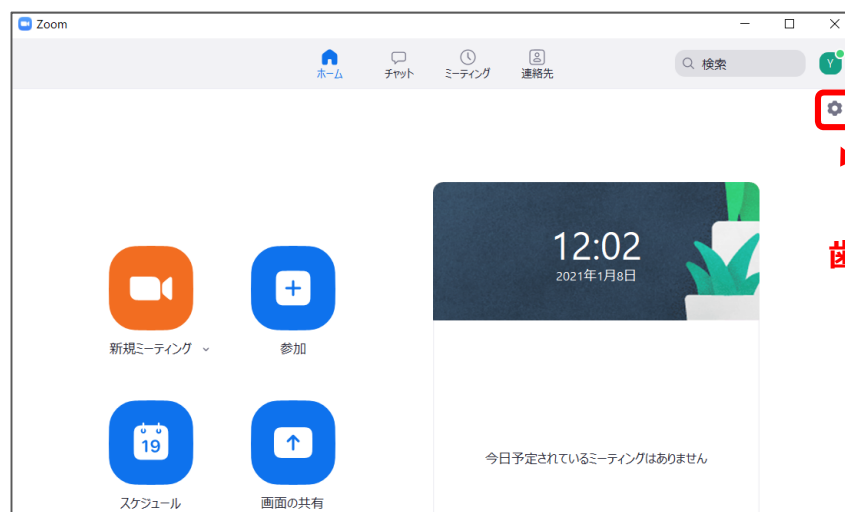 Zoom
ホーム
チャット
ミーティング
連絡先
検索
Y
12:02
2021年1月8日
歯
新規ミーティング
参加
19
スケジュール
画面の共有
今日予定されているミーティングはありません